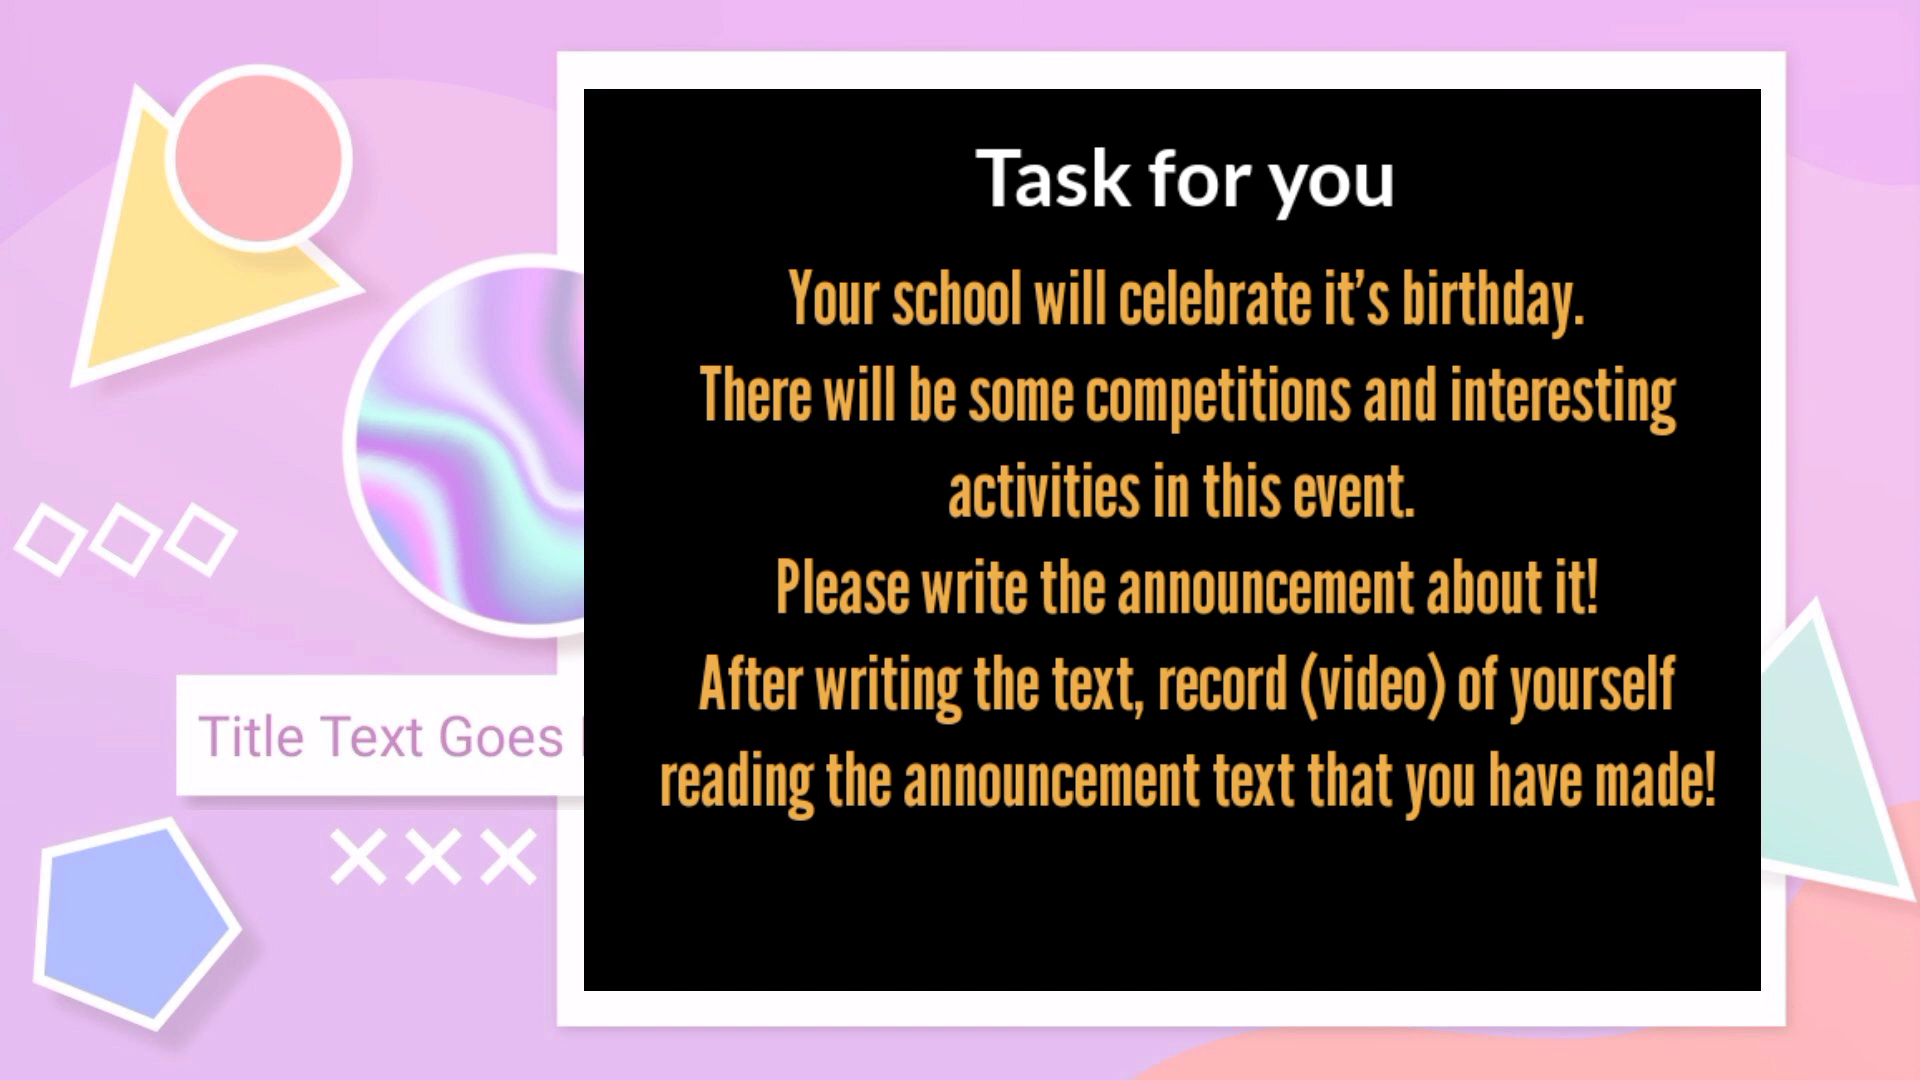 Task for you
Your school will celebrate it's birthday.
There will be some competitions and interesting
activities in this event.
Please write the announcement about it!
After writing the text, record (video) of yourself
reading the announcement text that you have made!
Title Text Goes